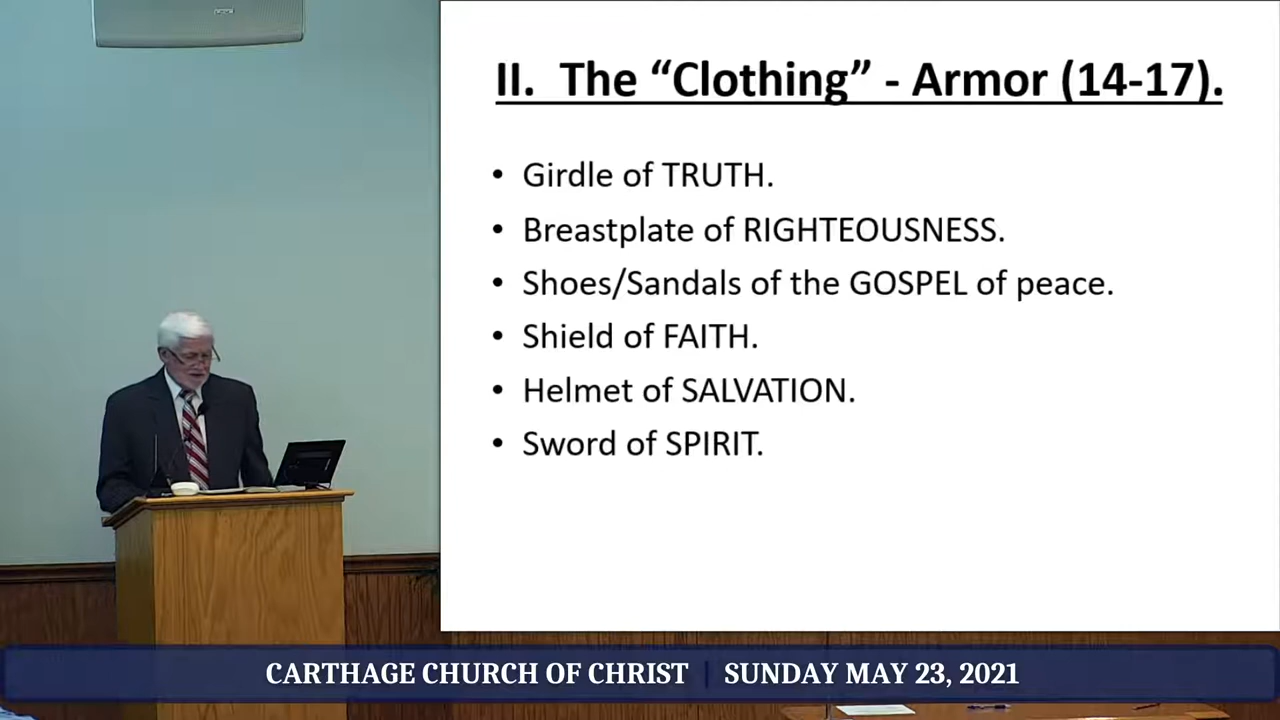 II. The “Clothing” - Armor (14-17).
• Girdle of TRUTH.
• Breastplate of RIGHTEOUSNESS.
• Shoes/Sandals of the GOSPEL of peace.
• Shield of FAITH.
• Helmet of SALVATION.
• Sword of SPIRIT.
CARTHAGE CHURCH OF CHRIST | SUNDAY MAY 23, 2021